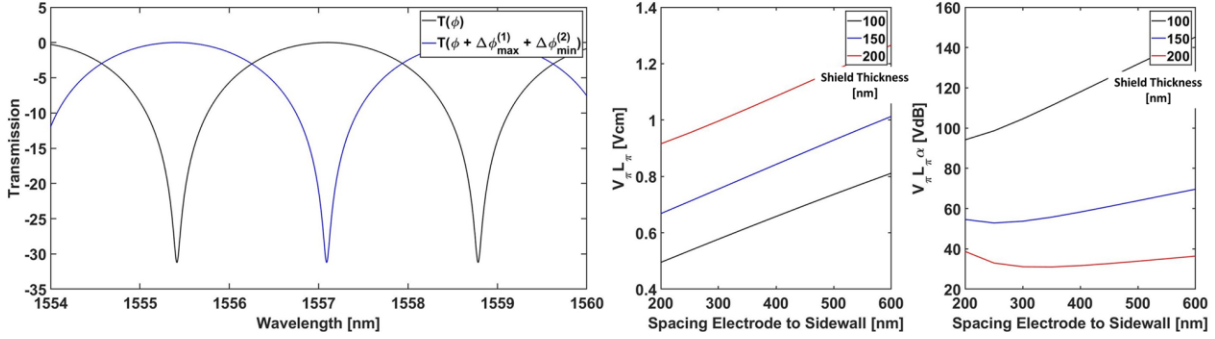 5
0
-5
-10
-15
-20
-25
-30
-35
Transmission
1554 1555 1556 1557 1558 1559 1560
Wavelength [nm]
T(ϕ)
T(ϕ + Δϕ(1)max + Δϕ(2)min)
1.2
1
0.8
0.6
0.4
VπLπ [Vcm]
200 300 400 500 600
Spacing Electrode to Sidewall [nm]
100
150
200
Shield Thickness
[nm]
160
140
120
100
80
60
40
20
VπLπα [VdB]
200 300 400 500 600
Spacing Electrode to Sidewall [nm]
100
150
200
Shield Thickness
[nm]